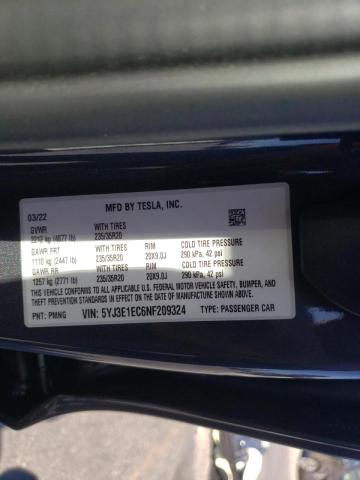 MFD BY TESLA, INC.
03/22
GVWR WITH TIRES
2212 kg (4877 LB) 235/35R20
GAWR FRT WITH TIRES RIM COLD TIRE PRESSURE
1110 kg (2447 LB) 235/35R20 20X9.0J 290 kPa, 42 psi
GAWR RR WITH TIRES RIM COLD TIRE PRESSURE
1257 kg (2771 LB) 235/35R20 20X9.0J 290 kPa, 42 psi
THIS VEHICLE CONFORMS TO ALL APPLICABLE U.S. FEDERAL MOTOR VEHICLE SAFETY, BUMPER, AND
THEFT PREVENTION STANDARDS IN EFFECT ON THE DATE OF MANUFACTURE SHOWN ABOVE.
PNT: PMNG VIN: 5YJ3E1EC6NF209324 TYPE: PASSENGER CAR